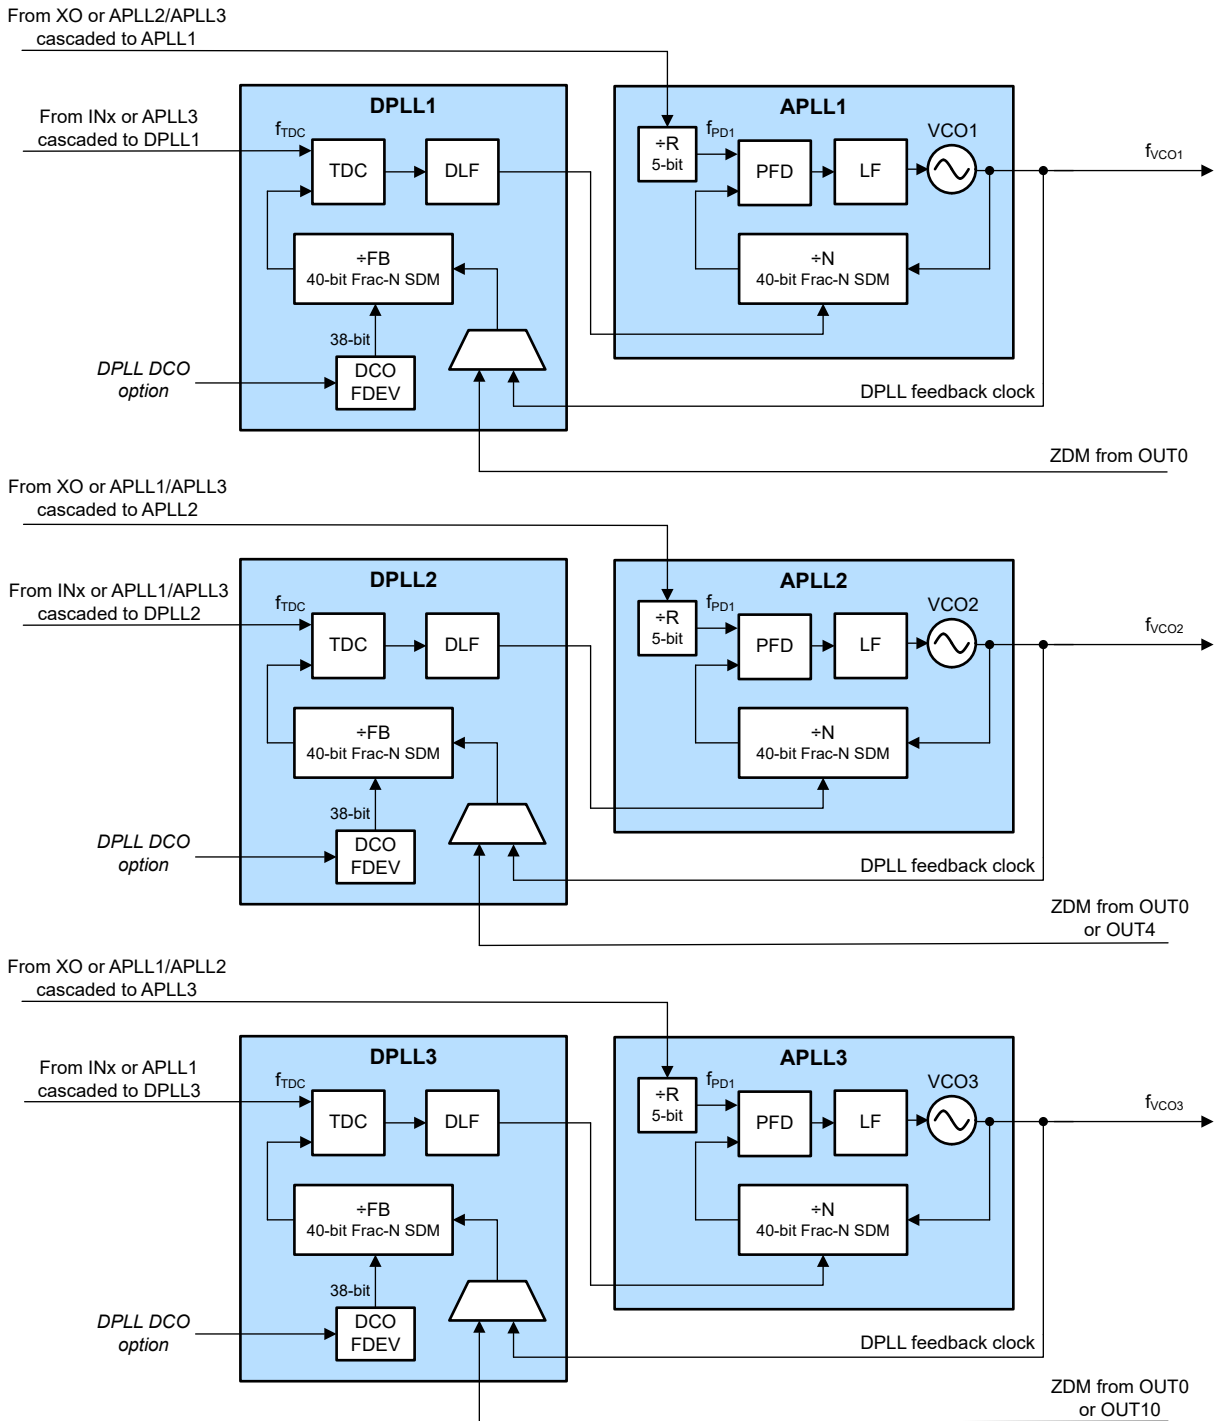 From XO or APLL2/APLL3
cascaded to APLL1
DPLL1
APLL1
From INx or APLL3
cascaded to DPLL1
fTDC
TDC
DLF
÷R
5-bit
fPD1
PFD
LF
VCO1
fVCO1
÷FB
40-bit Frac-N SDM
÷N
40-bit Frac-N SDM
38-bit
DPLL DCO
option
DCO
FDEV
DPLL feedback clock
ZDM from OUT0
From XO or APLL1/APLL3
cascaded to APLL2
DPLL2
APLL2
From INx or APLL1/APLL3
cascaded to DPLL2
fTDC
TDC
DLF
÷R
5-bit
fPD1
PFD
LF
VCO2
fVCO2
÷FB
40-bit Frac-N SDM
÷N
40-bit Frac-N SDM
38-bit
DPLL DCO
option
DCO
FDEV
DPLL feedback clock
ZDM from OUT0
or OUT4
From XO or APLL1/APLL2
cascaded to APLL3
DPLL3
APLL3
From INx or APLL1
cascaded to DPLL3
fTDC
TDC
DLF
÷R
5-bit
fPD1
PFD
LF
VCO3
fVCO3
÷FB
40-bit Frac-N SDM
÷N
40-bit Frac-N SDM
38-bit
DPLL DCO
option
DCO
FDEV
DPLL feedback clock
ZDM from OUT0
or OUT10